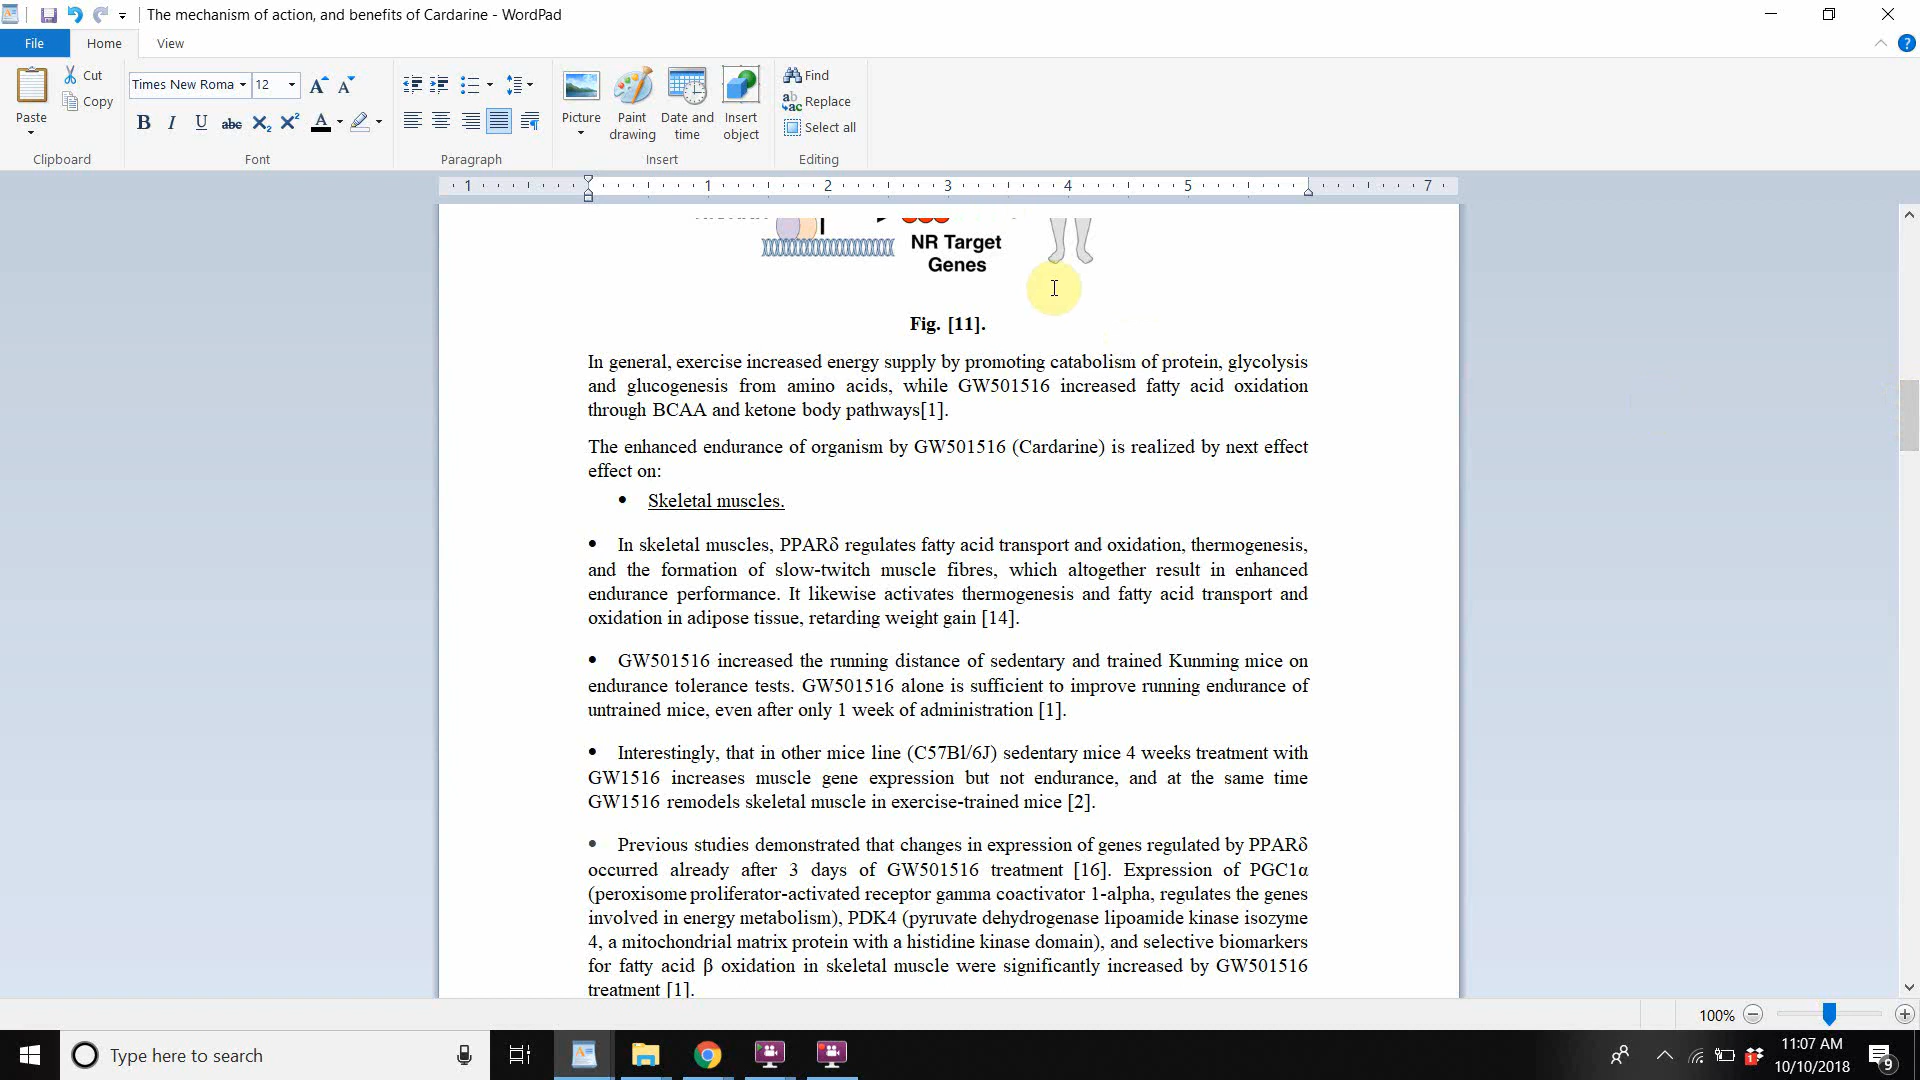 The mechanism of action, and benefits of Cardarine - WordPad
File
Home
View
Paste
Cut
Copy
Clipboard
Times New Roma
12
B I U abc X₂ X² A
Font
Paragraph
Picture
Paint drawing
Date and time
Insert object
Insert
Find
Replace
Select all
Editing
1 1 2 3 4 5 7
NR Target
Genes
Fig. [11].
In general, exercise increased energy supply by promoting catabolism of protein, glycolysis
and glucogenesis from amino acids, while GW501516 increased fatty acid oxidation
through BCAA and ketone body pathways[1].
The enhanced endurance of organism by GW501516 (Cardarine) is realized by next effect
effect on:
• Skeletal muscles.
• In skeletal muscles, PPARδ regulates fatty acid transport and oxidation, thermogenesis,
and the formation of slow-twitch muscle fibres, which altogether result in enhanced
endurance performance. It likewise activates thermogenesis and fatty acid transport and
oxidation in adipose tissue, retarding weight gain [14].
• GW501516 increased the running distance of sedentary and trained Kunming mice on
endurance tolerance tests. GW501516 alone is sufficient to improve running endurance of
untrained mice, even after only 1 week of administration [1].
• Interestingly, that in other mice line (C57Bl/6J) sedentary mice 4 weeks treatment with
GW1516 increases muscle gene expression but not endurance, and at the same time
GW1516 remodels skeletal muscle in exercise-trained mice [2].
• Previous studies demonstrated that changes in expression of genes regulated by PPARδ
occurred already after 3 days of GW501516 treatment [16]. Expression of PGC1α
(peroxisome proliferator-activated receptor gamma coactivator 1-alpha, regulates the genes
involved in energy metabolism), PDK4 (pyruvate dehydrogenase lipoamide kinase isozyme
4, a mitochondrial matrix protein with a histidine kinase domain), and selective biomarkers
for fatty acid β oxidation in skeletal muscle were significantly increased by GW501516
treatment [1].
100%
Type here to search
11:07 AM
10/10/2018
9